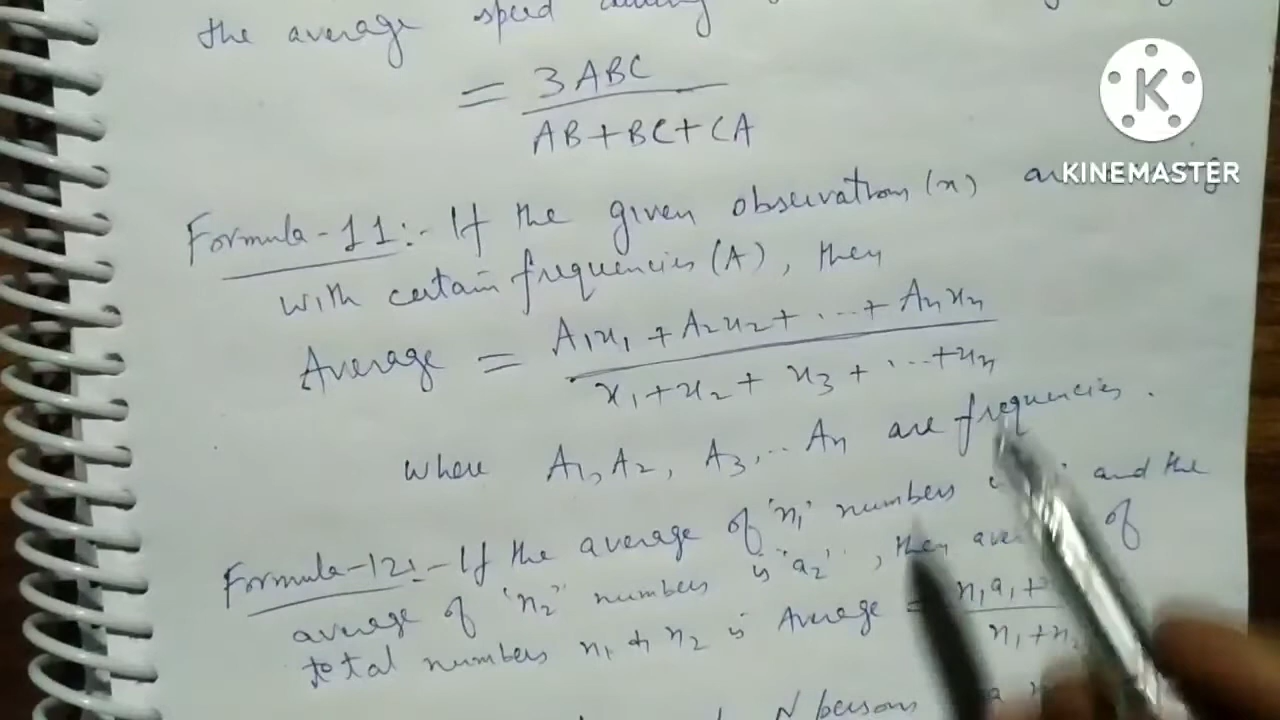 the average speed during
= 3ABC
AB+BC+CA
KINEMASTER
Formula-11:- If the given observations (x) are
with certain frequencies (A), then
Average = A₁x₁ + A₂x₂ + ... + Aₙxₙ
x₁+x₂ + x₃ + ...+xₙ
where A₁, A₂, A₃,... Aₙ are frequencies.
Formula-12:- If the average of 'n₁' numbers and the
average of 'n₂' numbers is "a₂", then average of
total numbers n₁ & n₂ is Average = n₁a₁+
n₁+n₂
N persons